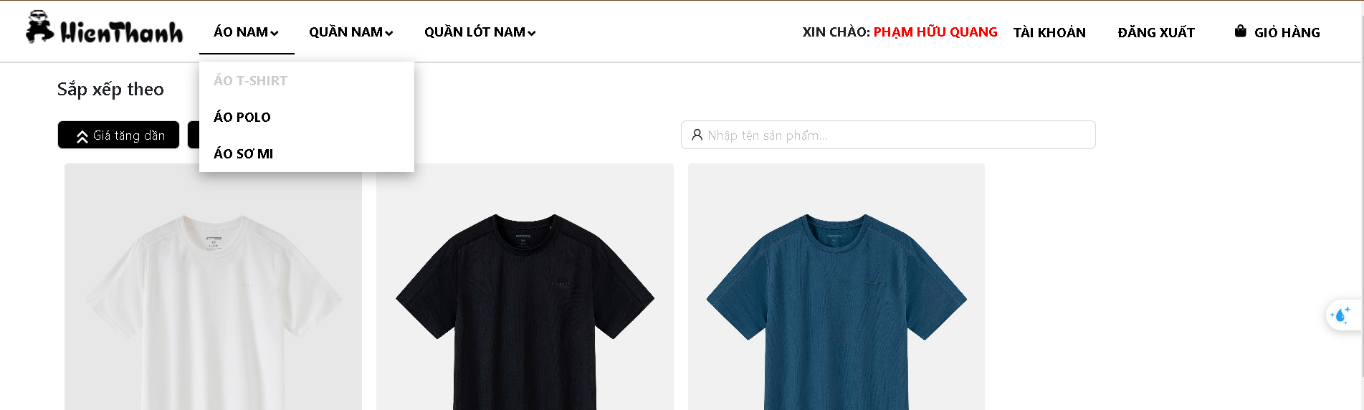 HienThanh ÁO NAM QUẦN NAM QUẦN LÓT NAM XIN CHÀO: PHẠM HỮU QUANG TÀI KHOẢN ĐĂNG XUẤT GIỎ HÀNG
ÁO T-SHIRT
Sắp xếp theo
ÁO POLO
Giá tăng dần Nhập tên sản phẩm...
ÁO SƠ MI